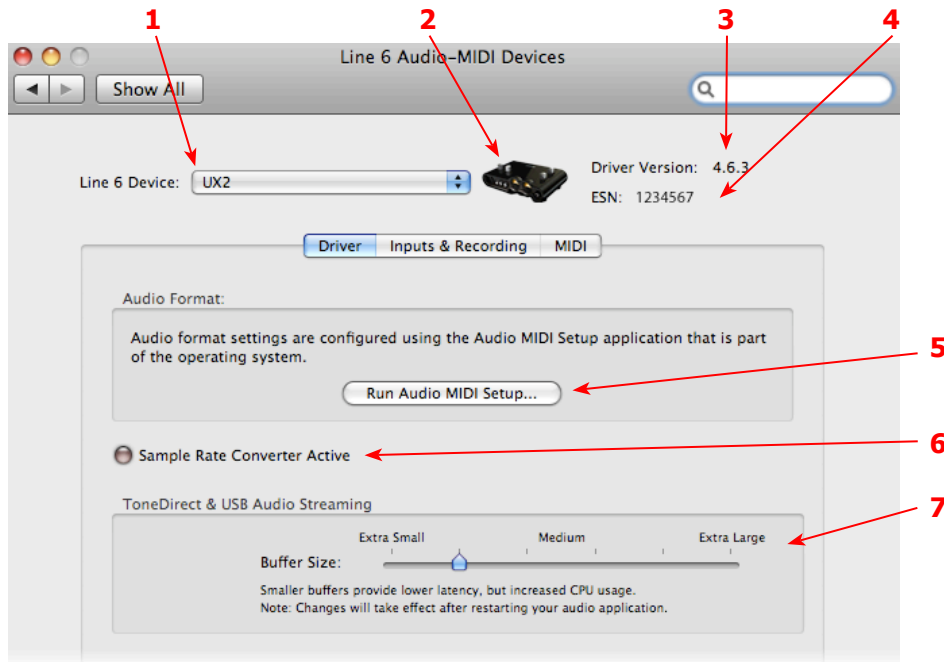 1
2
3
4
Line 6 Audio-MIDI Devices
Show All
Line 6 Device: UX2
Driver Version: 4.6.3
ESN: 1234567
Driver Inputs & Recording MIDI
Audio Format:
Audio format settings are configured using the Audio MIDI Setup application that is part
of the operating system.
5
Run Audio MIDI Setup...
6
Sample Rate Converter Active
7
ToneDirect & USB Audio Streaming
Extra Small Medium Extra Large
Buffer Size:
Smaller buffers provide lower latency, but increased CPU usage.
Note: Changes will take effect after restarting your audio application.